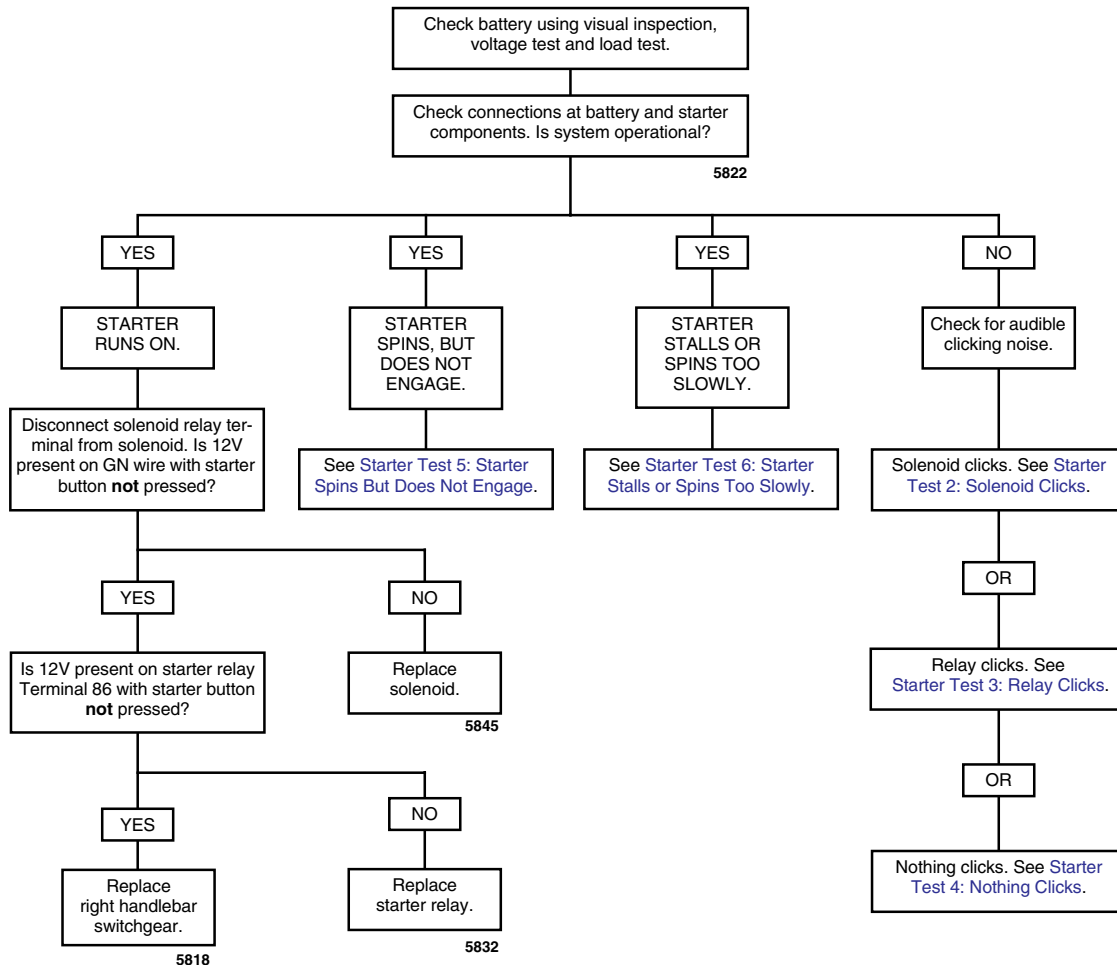 Check battery using visual inspection,
voltage test and load test.
Check connections at battery and starter
components. Is system operational?
5822
YES
YES
YES
NO
STARTER
RUNS ON.
STARTER
SPINS, BUT
DOES NOT
ENGAGE.
STARTER
STALLS OR
SPINS TOO
SLOWLY.
Check for audible
clicking noise.
Disconnect solenoid relay ter-
minal from solenoid. Is 12V
present on GN wire with starter
button not pressed?
See Starter Test 5: Starter
Spins But Does Not Engage.
See Starter Test 6: Starter
Stalls or Spins Too Slowly.
Solenoid clicks. See Starter
Test 2: Solenoid Clicks.
YES
NO
OR
Is 12V present on starter relay
Terminal 86 with starter button
not pressed?
Replace
solenoid.
5845
Relay clicks. See
Starter Test 3: Relay Clicks.
YES
NO
OR
Replace
right handlebar
switchgear.
5818
Replace
starter relay.
5832
Nothing clicks. See Starter
Test 4: Nothing Clicks.